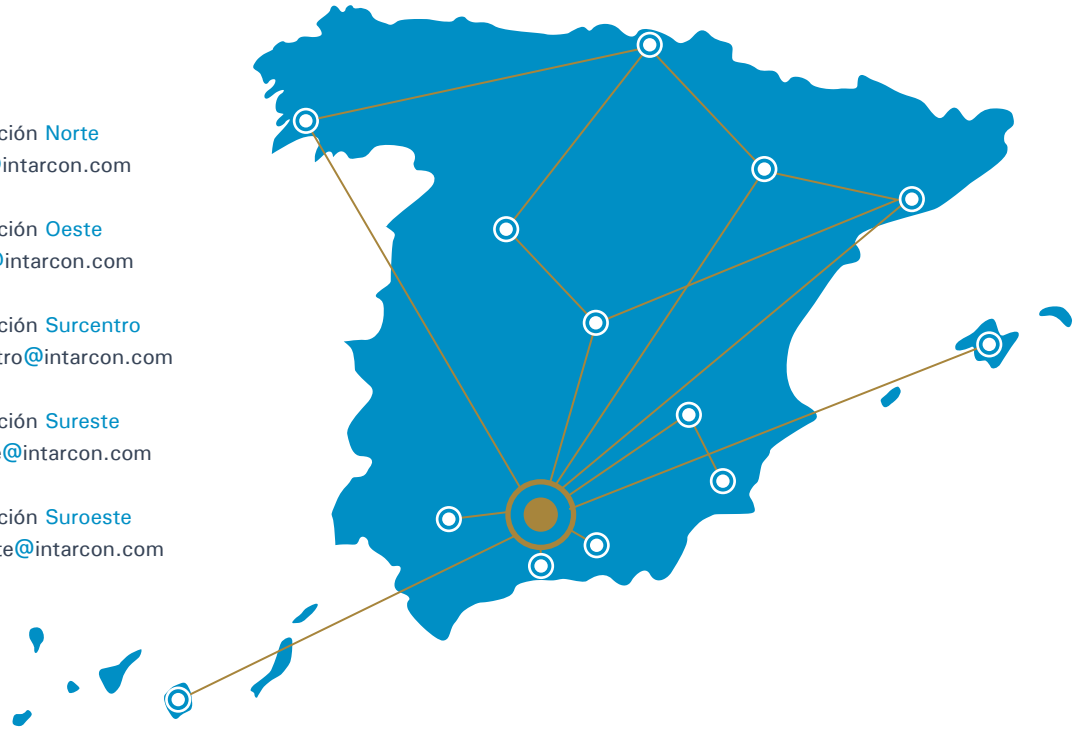 ción Norte
@intarcon.com
ción Oeste
@intarcon.com
ción Surcentro
tro@intarcon.com
ción Sureste
e@intarcon.com
ción Suroeste
te@intarcon.com